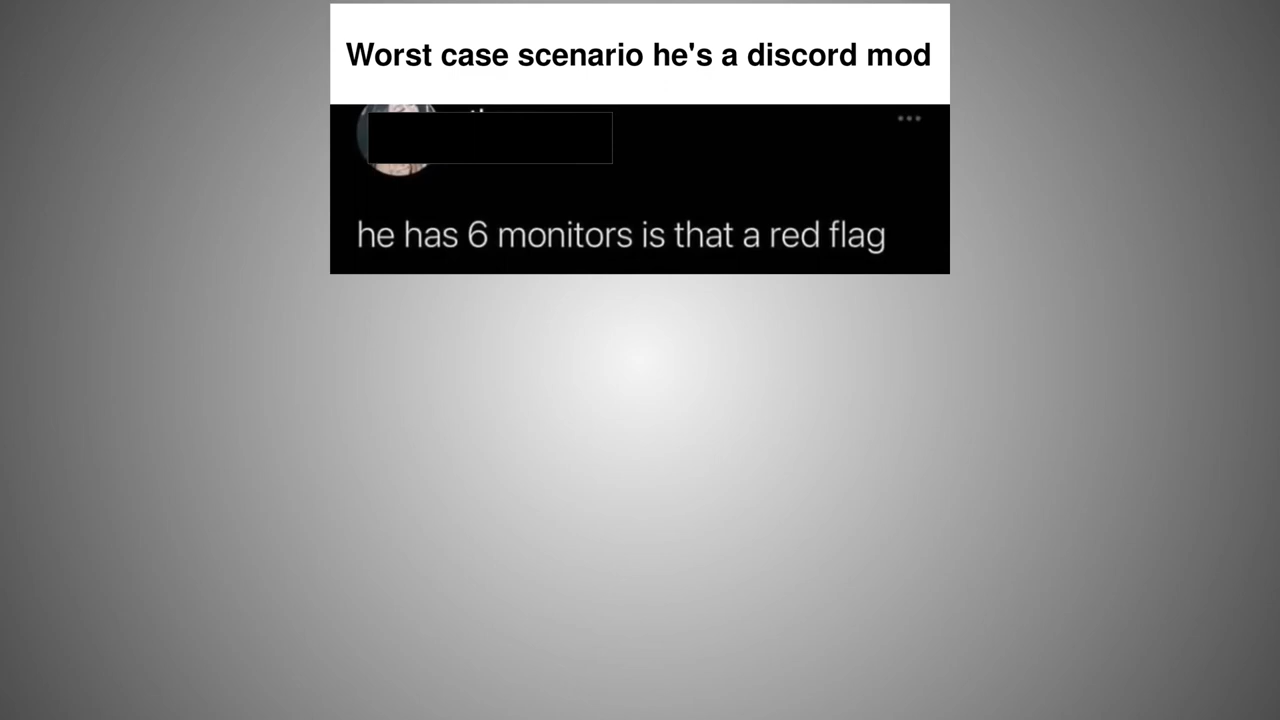 Worst case scenario he's a discord mod
he has 6 monitors is that a red flag